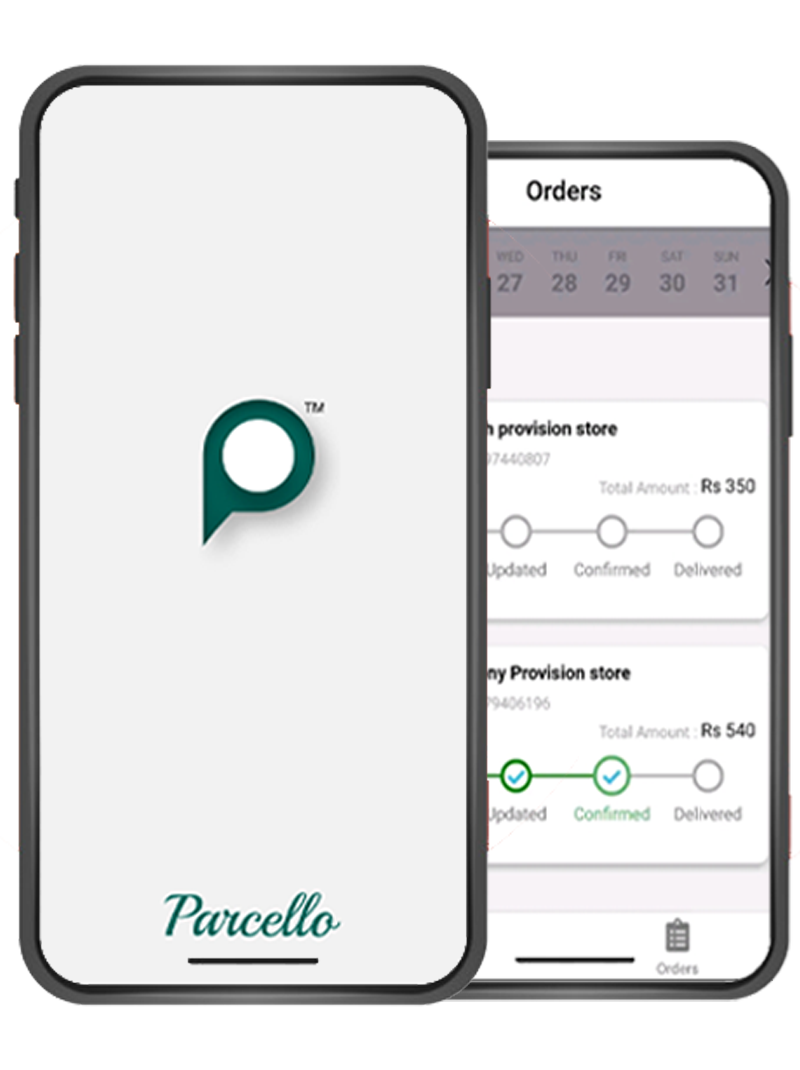 TM
Parcello
Orders
WED THU FRI SAT SUN
27 28 29 30 31
provision store
97440807
Total Amount : Rs 350
Updated Confirmed Delivered
ny Provision store
79406196
Total Amount : Rs 540
Updated Confirmed Delivered
Orders